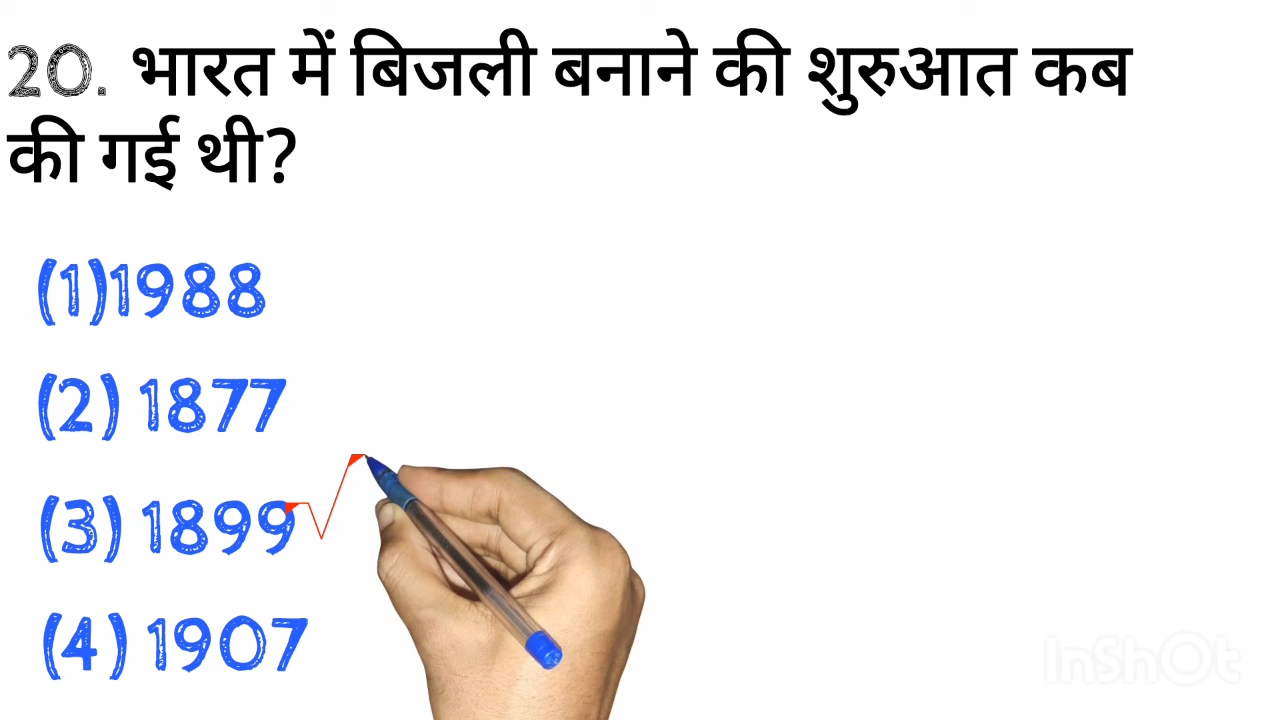 20. भारत में बिजली बनाने की शुरुआत कब
की गई थी?
(1)1988
(2) 1877
(3) 1899
(4) 1907
InShOt